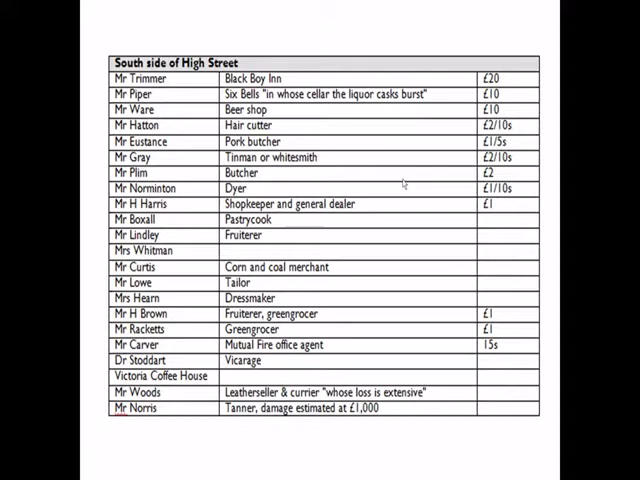 South side of High Street
Mr Trimmer Black Boy Inn £20
Mr Piper Six Bells "in whose cellar the liquor casks burst" £10
Mr Ware Beer shop £10
Mr Hatton Hair cutter £2/10s
Mr Eustance Pork butcher £1/5s
Mr Gray Tinman or whitesmith £2/10s
Mr Plim Butcher £2
Mr Norminton Dyer £1/10s
Mr H Harris Shopkeeper and general dealer £1
Mr Boxall Pastrycook
Mr Lindley Fruiterer
Mrs Whitman
Mr Curtis Corn and coal merchant
Mr Lowe Tailor
Mrs Hearn Dressmaker
Mr H Brown Fruiterer, greengrocer £1
Mr Racketts Greengrocer £1
Mr Carver Mutual Fire office agent 15s
Dr Stoddart Vicarage
Victoria Coffee House
Mr Woods Leatherseller & currier "whose loss is extensive"
Mr Norris Tanner, damage estimated at £1,000